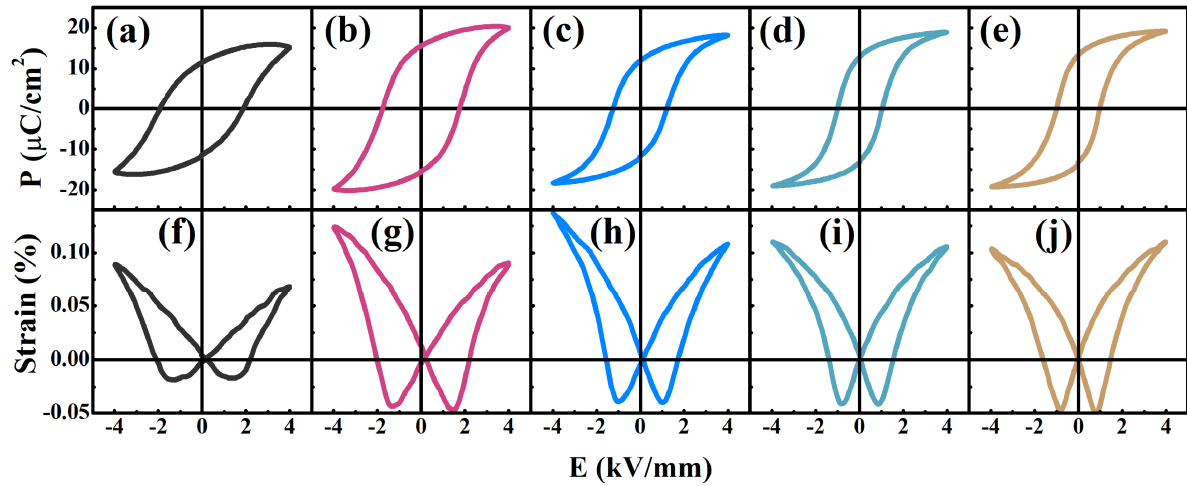 (a) (b) (c) (d) (e)
P (μC/cm²)
20
10
0
-10
-20
(f) (g) (h) (i) (j)
Strain (%)
0.10
0.05
0.00
-0.05
-4 -2 0 2 4 -4 -2 0 2 4 -4 -2 0 2 4 -4 -2 0 2 4 -4 -2 0 2 4
E (kV/mm)